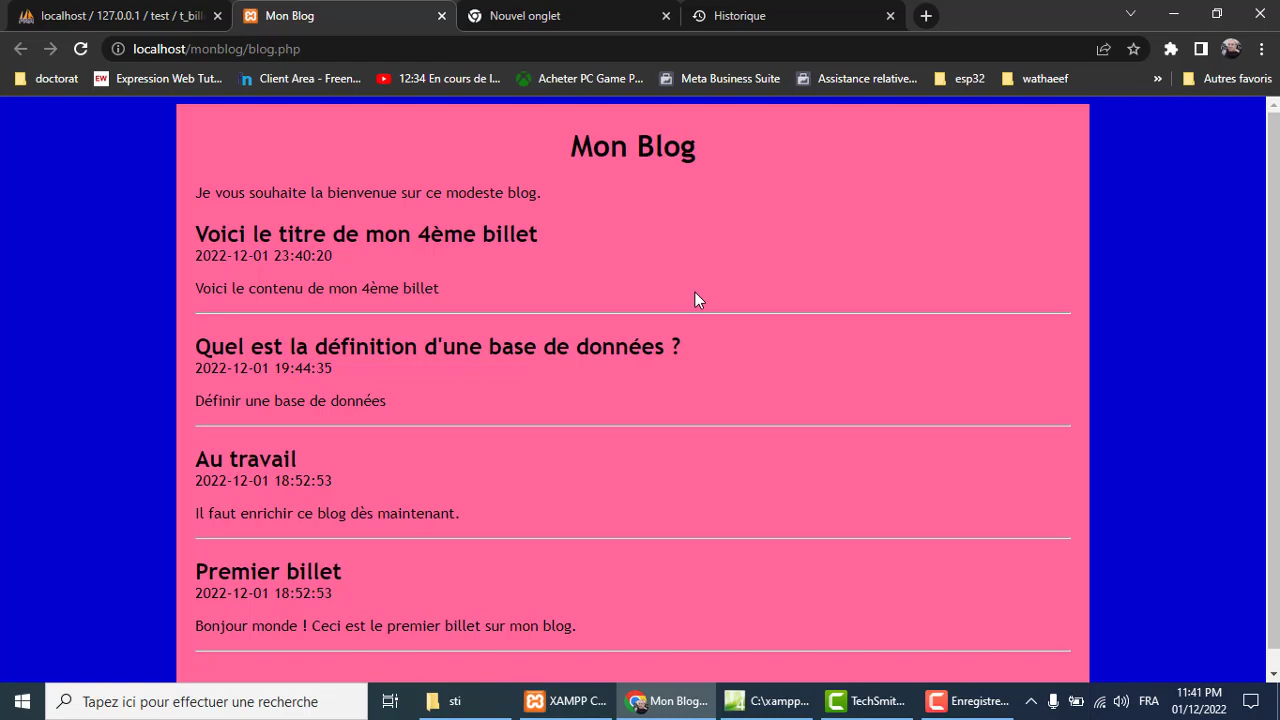 localhost / 127.0.0.1 / test / t_bill
Mon Blog
Nouvel onglet
Historique
localhost/monblog/blog.php
doctorat
Expression Web Tut...
Client Area - Freen...
12:34 En cours de l...
Acheter PC Game P...
Meta Business Suite
Assistance relative...
esp32
wathaeef
»
Autres favoris
Mon Blog
Je vous souhaite la bienvenue sur ce modeste blog.
Voici le titre de mon 4ème billet
2022-12-01 23:40:20
Voici le contenu de mon 4ème billet
Quel est la définition d'une base de données ?
2022-12-01 19:44:35
Définir une base de données
Au travail
2022-12-01 18:52:53
Il faut enrichir ce blog dès maintenant.
Premier billet
2022-12-01 18:52:53
Bonjour monde ! Ceci est le premier billet sur mon blog.
Tapez ici pour effectuer une recherche
sti
XAMPP C...
Mon Blog...
C:\xampp...
TechSmit...
Enregistre...
FRA
11:41 PM
01/12/2022